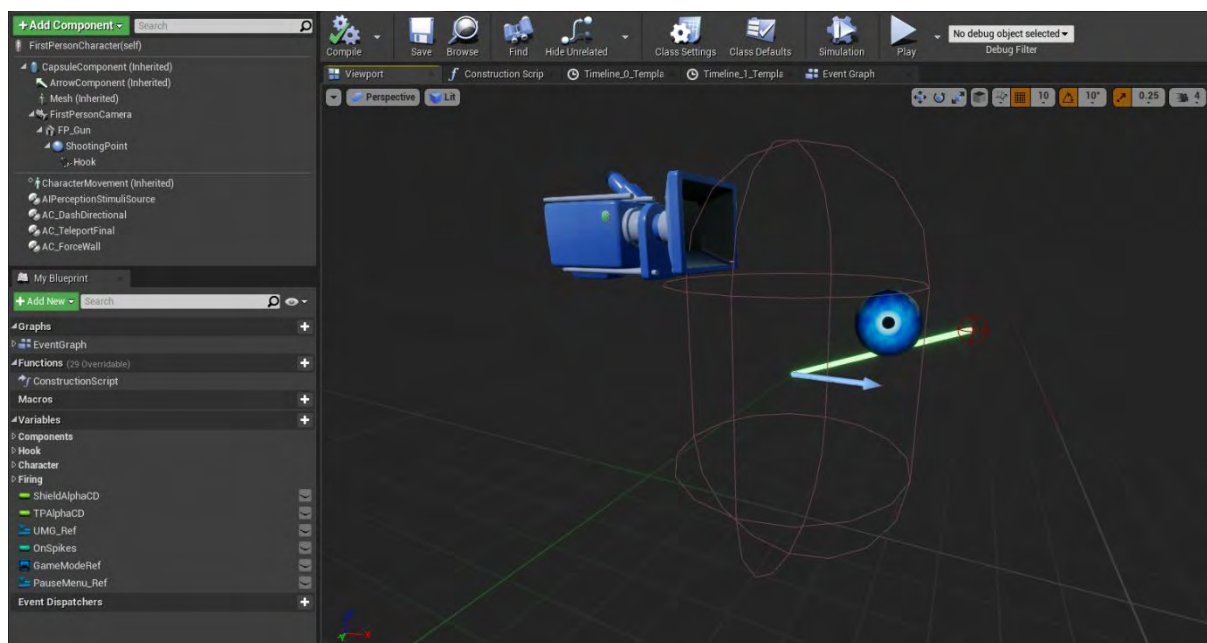 + Add Component
Search
FirstPersonCharacter(self)
CapsuleComponent (Inherited)
ArrowComponent (Inherited)
Mesh (Inherited)
FirstPersonCamera
FP_Gun
ShootingPoint
Hook
CharacterMovement (Inherited)
AIPerceptionStimuliSource
AC_DashDirectional
AC_TeleportFinal
AC_ForceWall
My Blueprint
+ Add New
Search
Graphs
EventGraph
Functions (29 Overridable)
ConstructionScript
Macros
Variables
Components
Hook
Character
Firing
ShieldAlphaCD
TPAlphaCD
UMG_Ref
OnSpikes
GameModeRef
PauseMenu_Ref
Event Dispatchers
Compile
Save
Browse
Find
Hide Unrelated
Class Settings
Class Defaults
Simulation
Play
No debug object selected
Debug Filter
Viewport
Construction Scrip
Timeline_0_Templa
Timeline_1_Templa
Event Graph
Perspective
Lit
10
10°
0.25
4
X